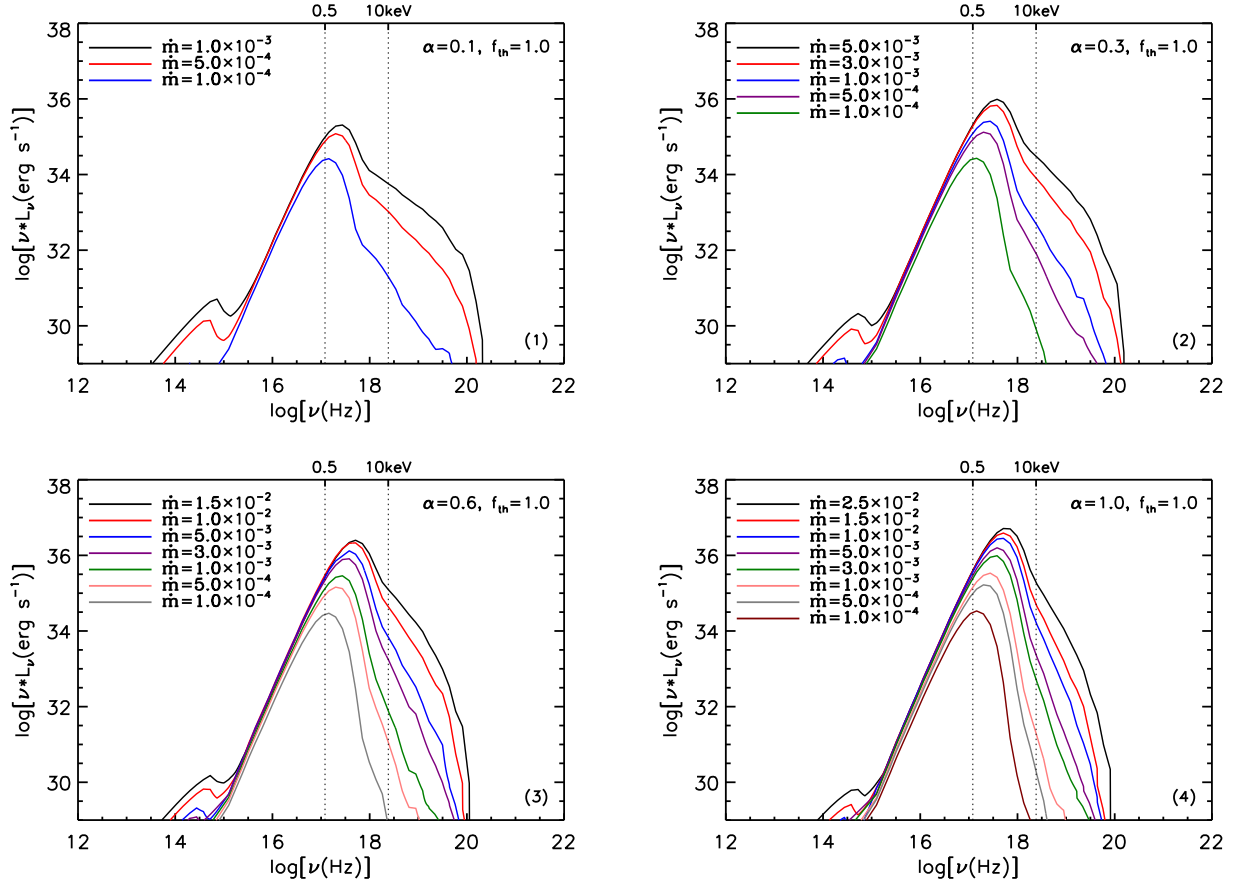 0.5 10keV
38
36
34
32
30
log[ν*Lν(erg s⁻¹)]
ṁ=1.0×10⁻³
ṁ=5.0×10⁻⁴
ṁ=1.0×10⁻⁴
α=0.1, fth=1.0
(1)
12 14 16 18 20 22
log[ν(Hz)]
0.5 10keV
38
36
34
32
30
log[ν*Lν(erg s⁻¹)]
ṁ=5.0×10⁻³
ṁ=3.0×10⁻³
ṁ=1.0×10⁻³
ṁ=5.0×10⁻⁴
ṁ=1.0×10⁻⁴
α=0.3, fth=1.0
(2)
12 14 16 18 20 22
log[ν(Hz)]
0.5 10keV
38
36
34
32
30
log[ν*Lν(erg s⁻¹)]
ṁ=1.5×10⁻²
ṁ=1.0×10⁻²
ṁ=5.0×10⁻³
ṁ=3.0×10⁻³
ṁ=1.0×10⁻³
ṁ=5.0×10⁻⁴
ṁ=1.0×10⁻⁴
α=0.6, fth=1.0
(3)
12 14 16 18 20 22
log[ν(Hz)]
0.5 10keV
38
36
34
32
30
log[ν*Lν(erg s⁻¹)]
ṁ=2.5×10⁻²
ṁ=1.5×10⁻²
ṁ=1.0×10⁻²
ṁ=5.0×10⁻³
ṁ=3.0×10⁻³
ṁ=1.0×10⁻³
ṁ=5.0×10⁻⁴
ṁ=1.0×10⁻⁴
α=1.0, fth=1.0
(4)
12 14 16 18 20 22
log[ν(Hz)]